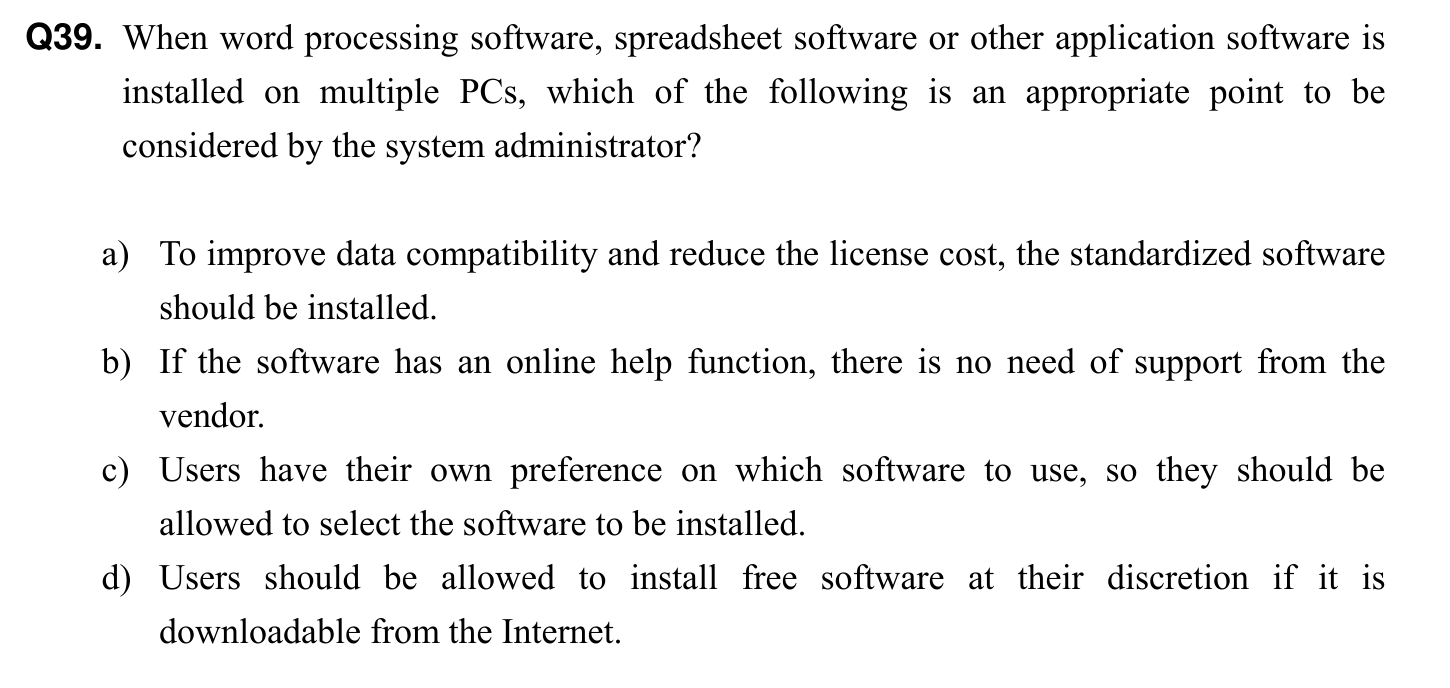 Q39. When word processing software, spreadsheet software or other application software is
installed on multiple PCs, which of the following is an appropriate point to be
considered by the system administrator?
a) To improve data compatibility and reduce the license cost, the standardized software
should be installed.
b) If the software has an online help function, there is no need of support from the
vendor.
c) Users have their own preference on which software to use, so they should be
allowed to select the software to be installed.
d) Users should be allowed to install free software at their discretion if it is
downloadable from the Internet.